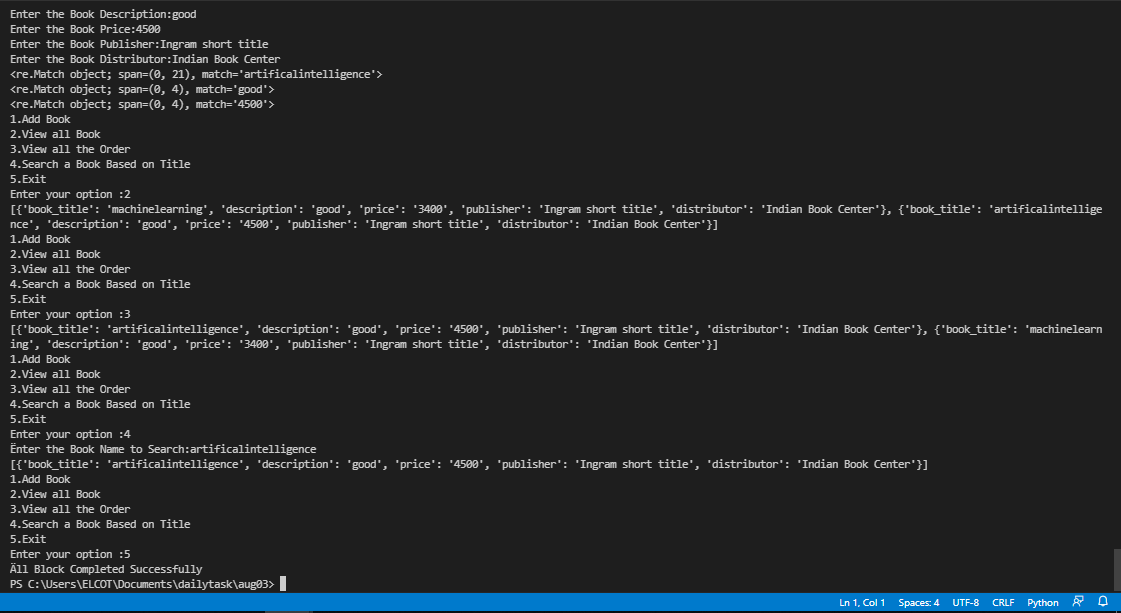 Enter the Book Description:good
Enter the Book Price:4500
Enter the Book Publisher:Ingram short title
Enter the Book Distributor:Indian Book Center
<re.Match object; span=(0, 21), match='artificalintelligence'>
<re.Match object; span=(0, 4), match='good'>
<re.Match object; span=(0, 4), match='4500'>
1.Add Book
2.View all Book
3.View all the Order
4.Search a Book Based on Title
5.Exit
Enter your option :2
[{'book_title': 'machinelearning', 'description': 'good', 'price': '3400', 'publisher': 'Ingram short title', 'distributor': 'Indian Book Center'}, {'book_title': 'artificalintellige
nce', 'description': 'good', 'price': '4500', 'publisher': 'Ingram short title', 'distributor': 'Indian Book Center'}]
1.Add Book
2.View all Book
3.View all the Order
4.Search a Book Based on Title
5.Exit
Enter your option :3
[{'book_title': 'artificalintelligence', 'description': 'good', 'price': '4500', 'publisher': 'Ingram short title', 'distributor': 'Indian Book Center'}, {'book_title': 'machinelearn
ing', 'description': 'good', 'price': '3400', 'publisher': 'Ingram short title', 'distributor': 'Indian Book Center'}]
1.Add Book
2.View all Book
3.View all the Order
4.Search a Book Based on Title
5.Exit
Enter your option :4
Ënter the Book Name to Search:artificalintelligence
[{'book_title': 'artificalintelligence', 'description': 'good', 'price': '4500', 'publisher': 'Ingram short title', 'distributor': 'Indian Book Center'}]
1.Add Book
2.View all Book
3.View all the Order
4.Search a Book Based on Title
5.Exit
Enter your option :5
Äll Block Completed Successfully
PS C:\Users\ELCOT\Documents\dailytask\aug03>
Ln 1, Col 1 Spaces: 4 UTF-8 CRLF Python